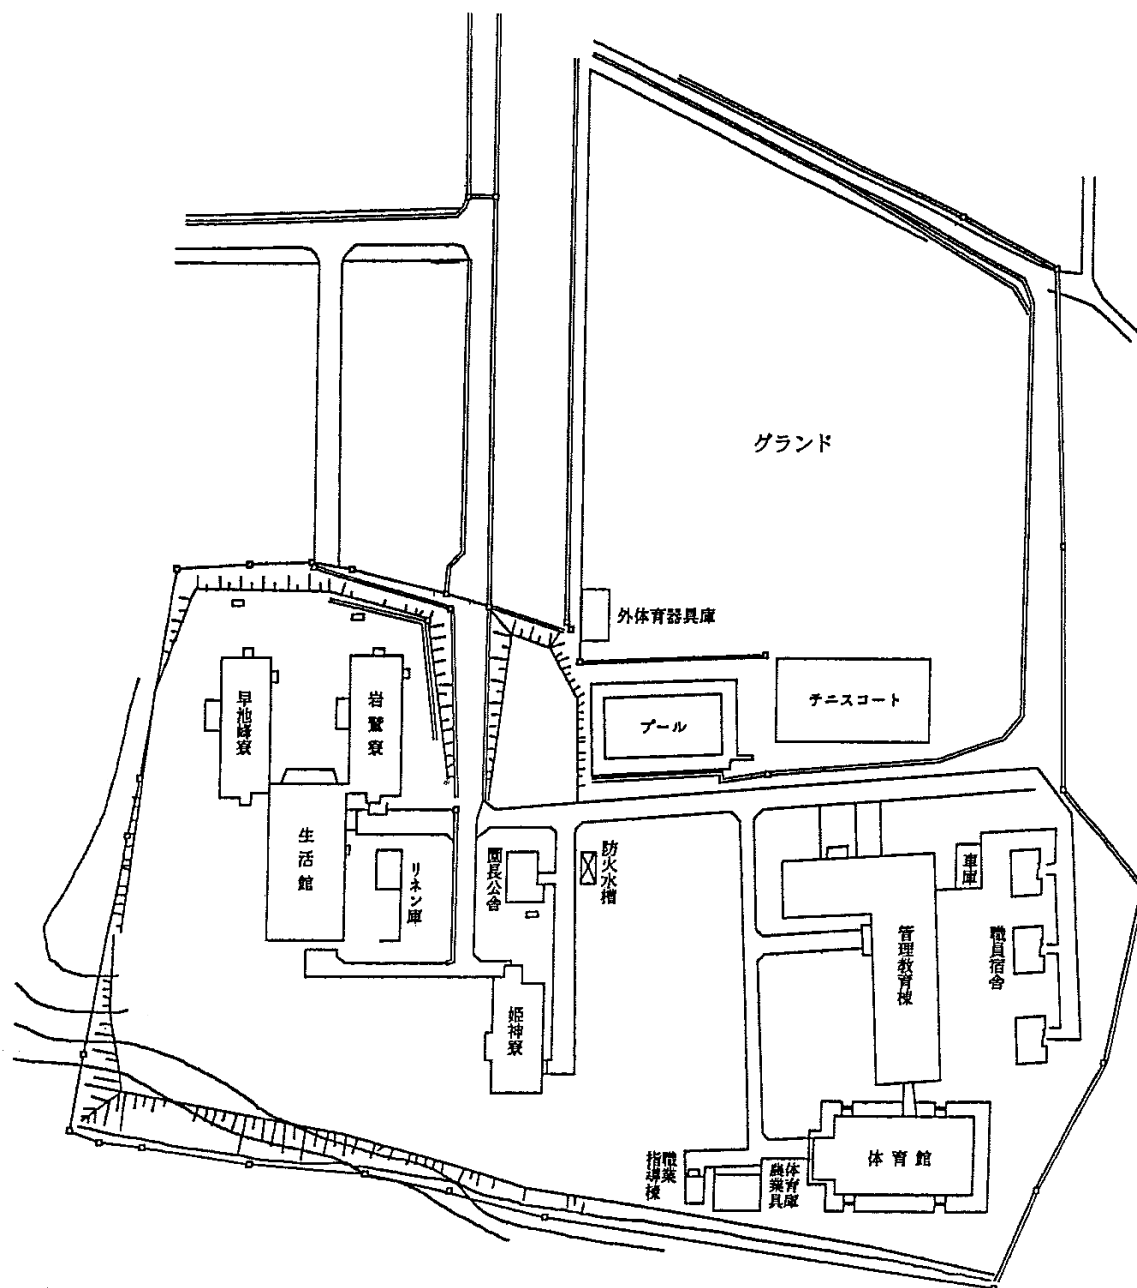 グランド
外体育器具庫
テニスコート
プール
早池峰寮
岩鷲寮
生活館
リネン庫
園長公舎
防火水槽
車庫
管理教育棟
職員宿舎
姫神寮
体育館
職業
指導棟
体育庫
農業具